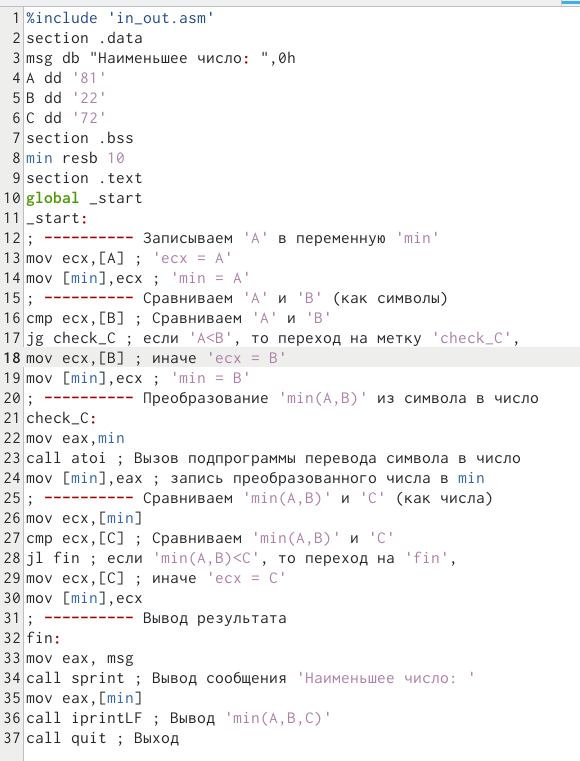 1 %include 'in_out.asm'
2 section .data
3 msg db "Наименьшее число: ",0h
4 A dd '81'
5 B dd '22'
6 C dd '72'
7 section .bss
8 min resb 10
9 section .text
10 global _start
11 _start:
12 ; ---------- Записываем 'A' в переменную 'min'
13 mov ecx,[A] ; 'ecx = A'
14 mov [min],ecx ; 'min = A'
15 ; ---------- Сравниваем 'A' и 'B' (как символы)
16 cmp ecx,[B] ; Сравниваем 'A' и 'B'
17 jg check_C ; если 'A<B', то переход на метку 'check_C',
18 mov ecx,[B] ; иначе 'ecx = B'
19 mov [min],ecx ; 'min = B'
20 ; ---------- Преобразование 'min(A,B)' из символа в число
21 check_C:
22 mov eax,min
23 call atoi ; Вызов подпрограммы перевода символа в число
24 mov [min],eax ; запись преобразованного числа в min
25 ; ---------- Сравниваем 'min(A,B)' и 'C' (как числа)
26 mov ecx,[min]
27 cmp ecx,[C] ; Сравниваем 'min(A,B)' и 'C'
28 jl fin ; если 'min(A,B)<C', то переход на 'fin',
29 mov ecx,[C] ; иначе 'ecx = C'
30 mov [min],ecx
31 ; ---------- Вывод результата
32 fin:
33 mov eax, msg
34 call sprint ; Вывод сообщения 'Наименьшее число: '
35 mov eax,[min]
36 call iprintLF ; Вывод 'min(A,B,C)'
37 call quit ; Выход